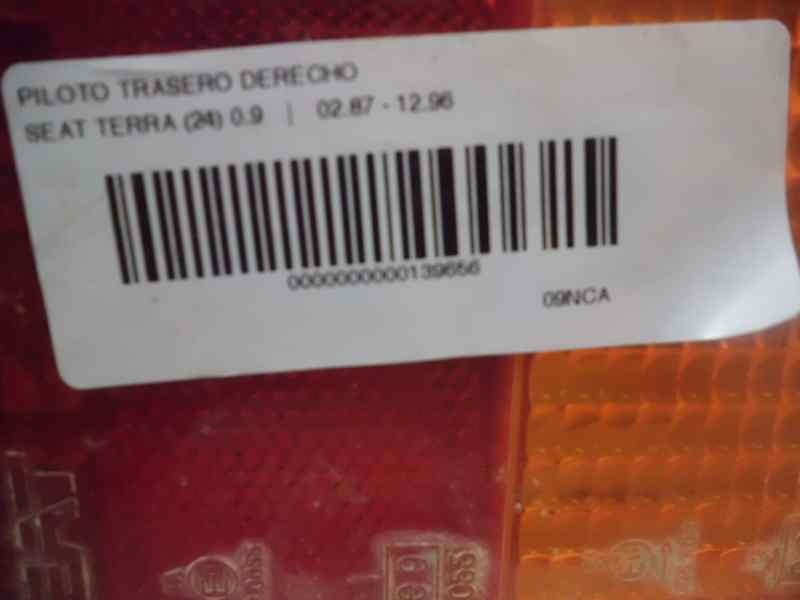 PILOTO TRASERO DERECHO
SEAT TERRA (24) 0.9 | 02.87 - 12.96
0000000000139656
09NCA